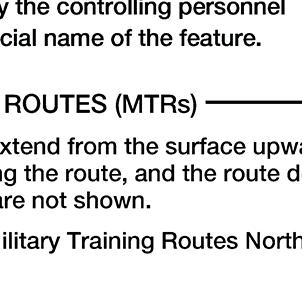 y the controlling personnel
cial name of the feature.
ROUTES (MTRs)
xtend from the surface upwa
ng the route, and the route d
are not shown.
ilitary Training Routes North